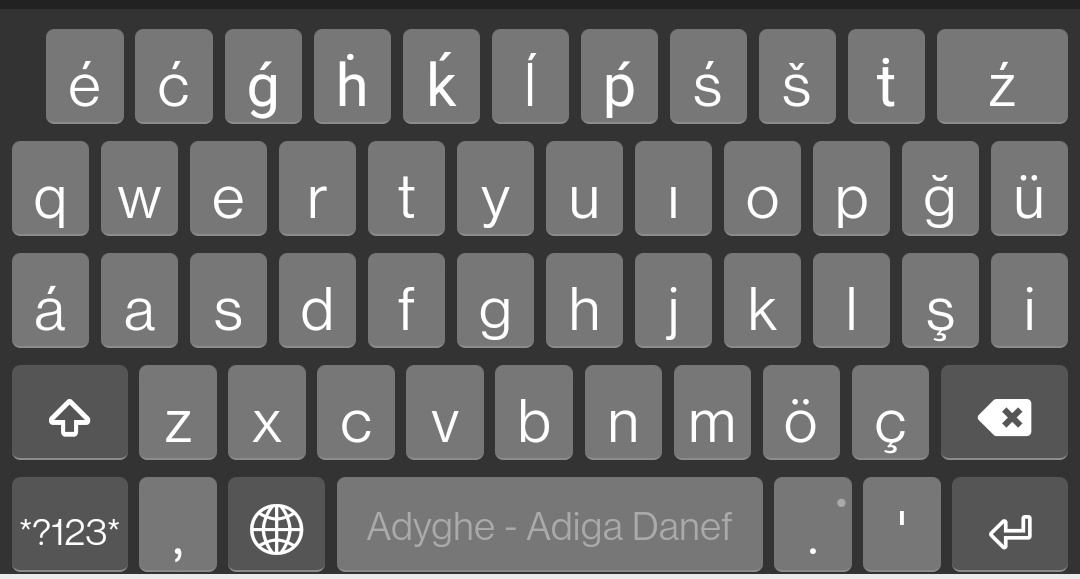 é ć ǵ ḣ ḱ ĺ ṕ ś š ṫ ź
q w e r t y u ı o p ğ ü
á a s d f g h j k l ş i
z x c v b n m ö ç
*?123* , Adyghe - Adiga Danef . '